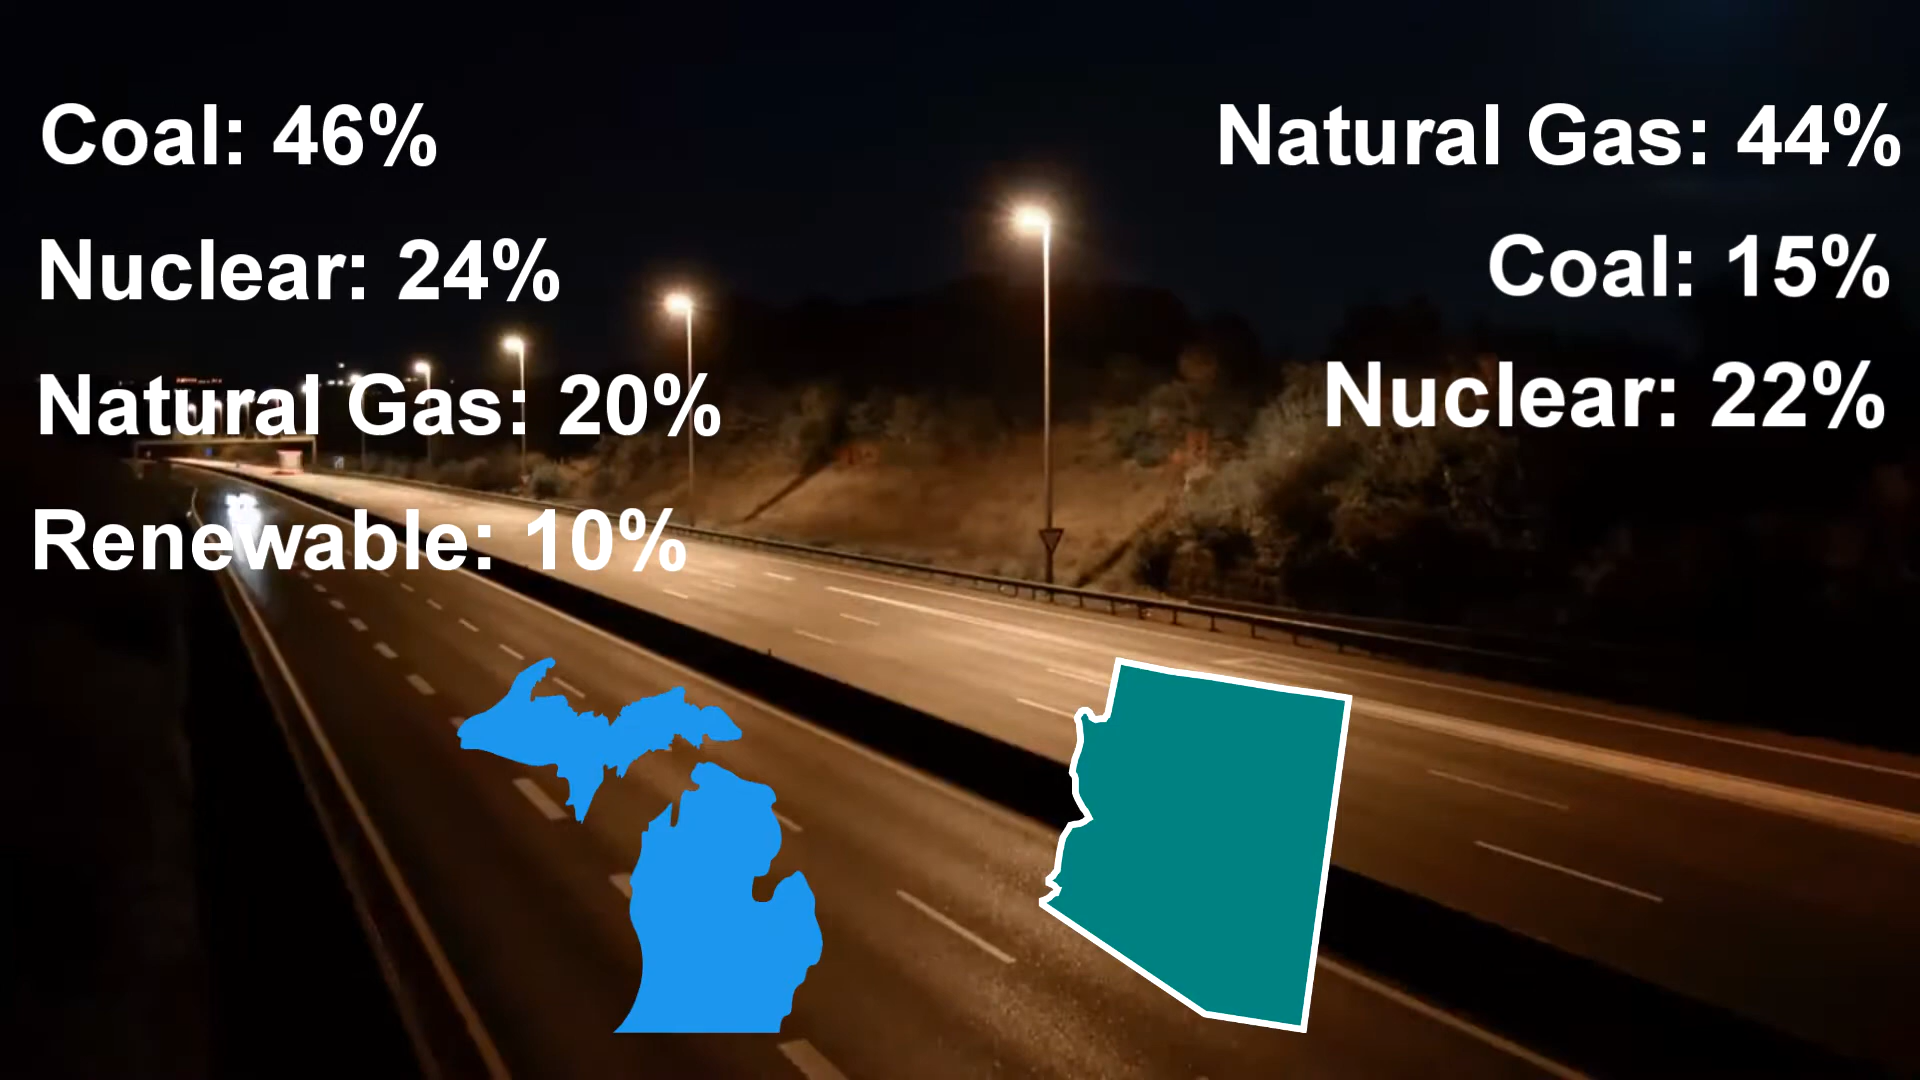 Coal: 46%
Nuclear: 24%
Natural Gas: 20%
Renewable: 10%
Natural Gas: 44%
Coal: 15%
Nuclear: 22%